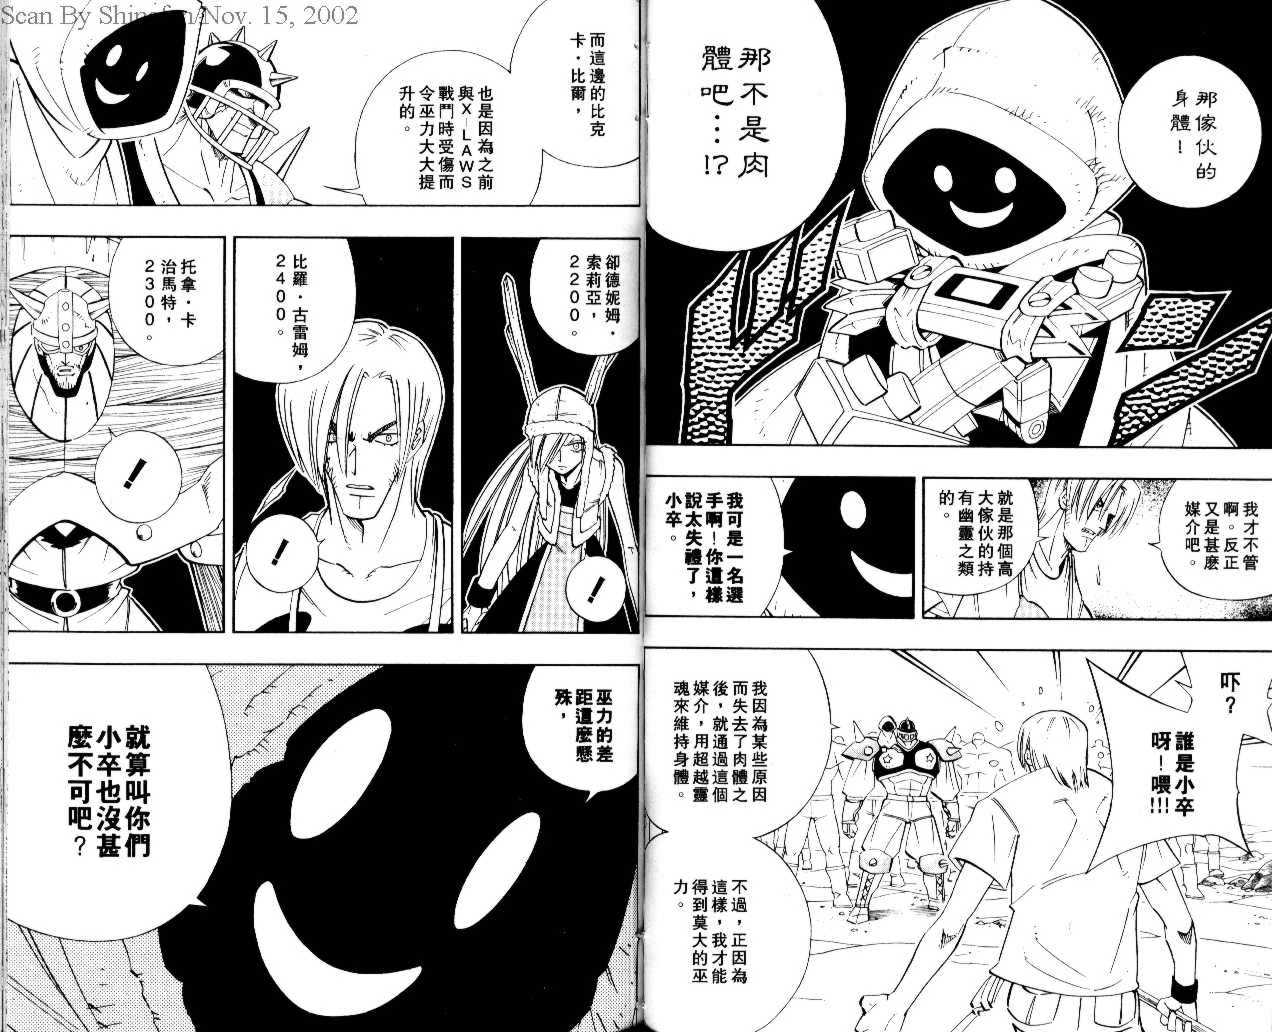 Scan By Shinofan Nov. 15, 2002
那傢伙的
身體！
那不是肉
體吧…!?
我才不管
啊。反正
又是甚麽
媒介吧。
就是那個高
大傢伙的持
有幽靈之類
的。
我可是一名選
手啊！你這樣
說太失禮了，
小卒。
吓？
誰是小卒
呀！喂!!!
我因為某些原因
而失去了肉體之
後，就通過這個
媒介，用超越靈
魂來維持身體。
不過，正因為
這樣，我才能
得到莫大的巫
力。
而這邊的比克
卡·比爾，
也是因為之前
與X-LAWS
戰鬥時受傷而
令巫力大大提
升的。
卻德妮姆·
索莉亞，
2200。
比羅·古雷姆，
2400。
托拿·卡
治馬特，
2300。
！
！
！
巫力的差
距這麽懸
殊，
就算叫你們
小卒也沒甚
麽不可吧？